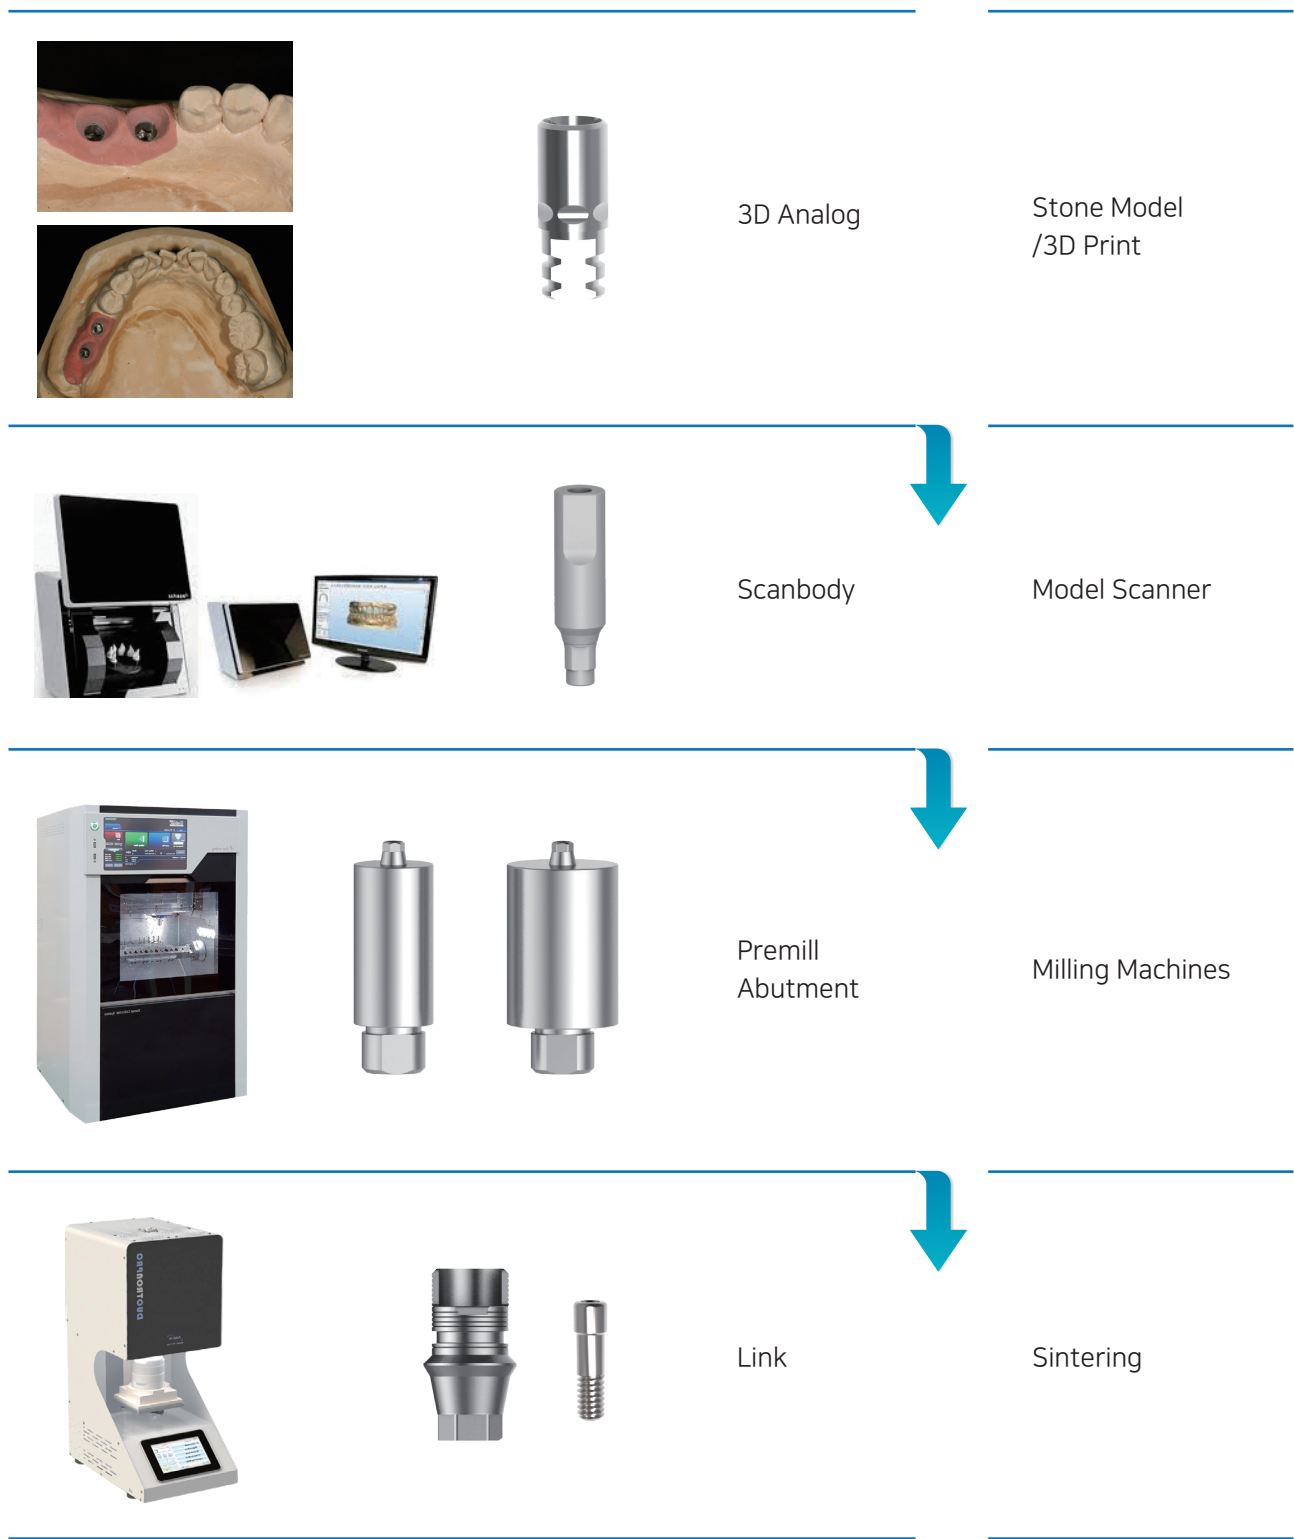 3D Analog
Stone Model
/3D Print
Scanbody
Model Scanner
Premill
Abutment
Milling Machines
Link
Sintering